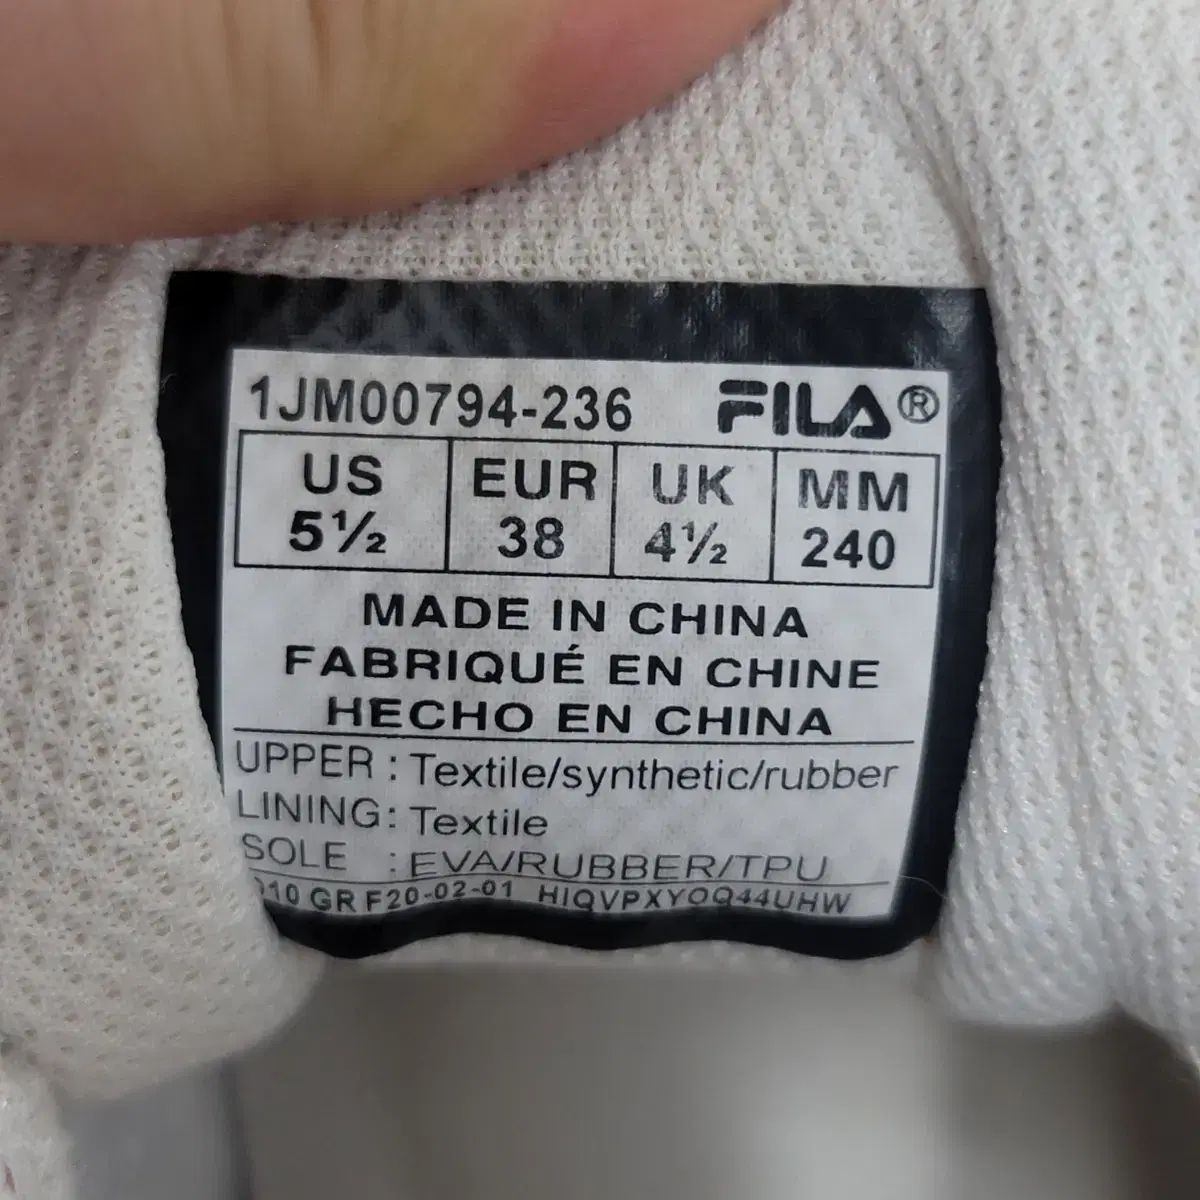 1JM00794-236 FILA®
US EUR UK MM
5½ 38 4½ 240
MADE IN CHINA
FABRIQUÉ EN CHINE
HECHO EN CHINA
UPPER : Textile/synthetic/rubber
LINING : Textile
SOLE : EVA/RUBBER/TPU
GR F20-02-01 HIQVPXYOQ44UHW